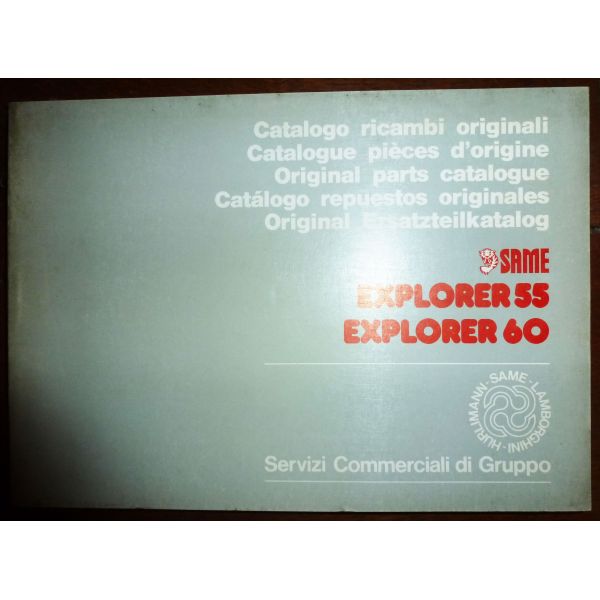 Catalogo ricambi originali
Catalogue pièces d'origine
Original parts catalogue
Catálogo repuestos originales
Original Ersatzteilkatalog
SAME
EXPLORER 55
EXPLORER 60
HURLIMANN-SAME-LAMBORGHINI-
Servizi Commerciali di Gruppo